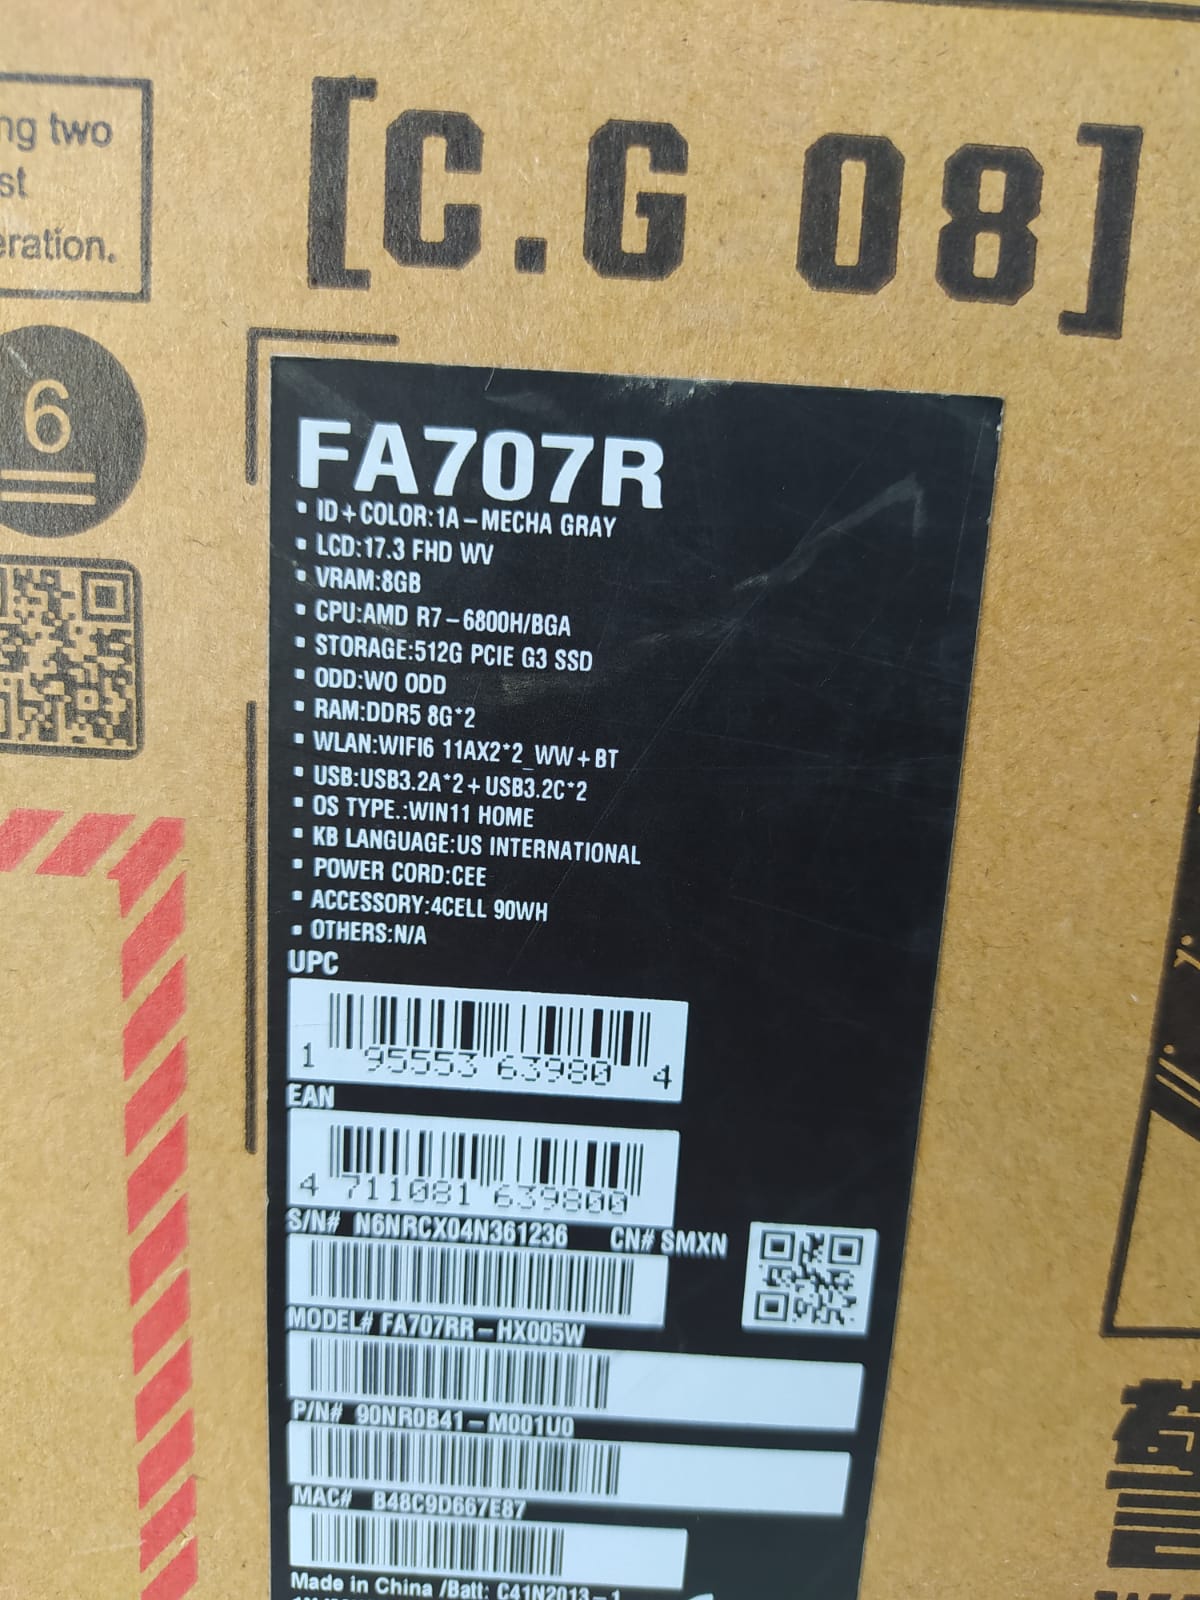 ng two
st
eration.
[C.G 08]
6
FA707R
▪ ID+COLOR:1A-MECHA GRAY
▪ LCD:17.3 FHD WV
▪ VRAM:8GB
▪ CPU:AMD R7-6800H/BGA
▪ STORAGE:512G PCIE G3 SSD
▪ ODD:WO ODD
▪ RAM:DDR5 8G*2
▪ WLAN:WIFI6 11AX2*2_WW+BT
▪ USB:USB3.2A*2+USB3.2C*2
▪ OS TYPE.:WIN11 HOME
▪ KB LANGUAGE:US INTERNATIONAL
▪ POWER CORD:CEE
▪ ACCESSORY:4CELL 90WH
▪ OTHERS:N/A
UPC
1 95553 63980 4
EAN
4 711081 639800
S/N# N6NRCX04N361236 CN# SMXN
MODEL# FA707RR-HX005W
P/N# 90NR0B41-M001U0
MAC# B48C9D667E87
Made in China /Batt: C41N2013-1